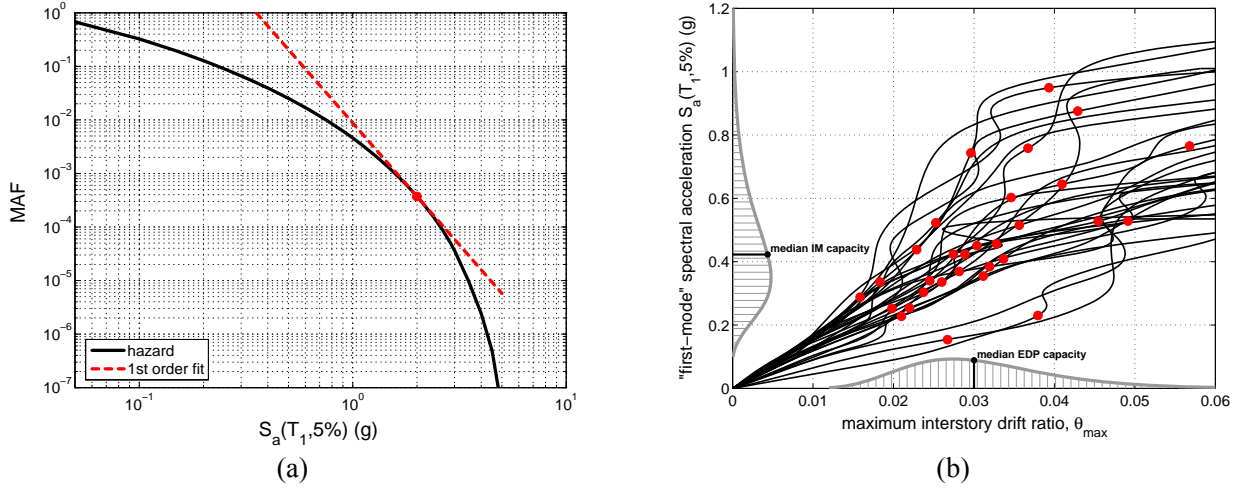 10^0
10^-1
10^-2
10^-3
10^-4
10^-5
10^-6
10^-7
MAF
hazard
1st order fit
10^-1
10^0
10^1
S_a(T_1,5%) (g)
(a)
"first-mode" spectral acceleration S_a(T_1,5%) (g)
1.2
1
0.8
0.6
0.4
0.2
0
median IM capacity
median EDP capacity
0
0.01
0.02
0.03
0.04
0.05
0.06
maximum interstory drift ratio, θ_max
(b)